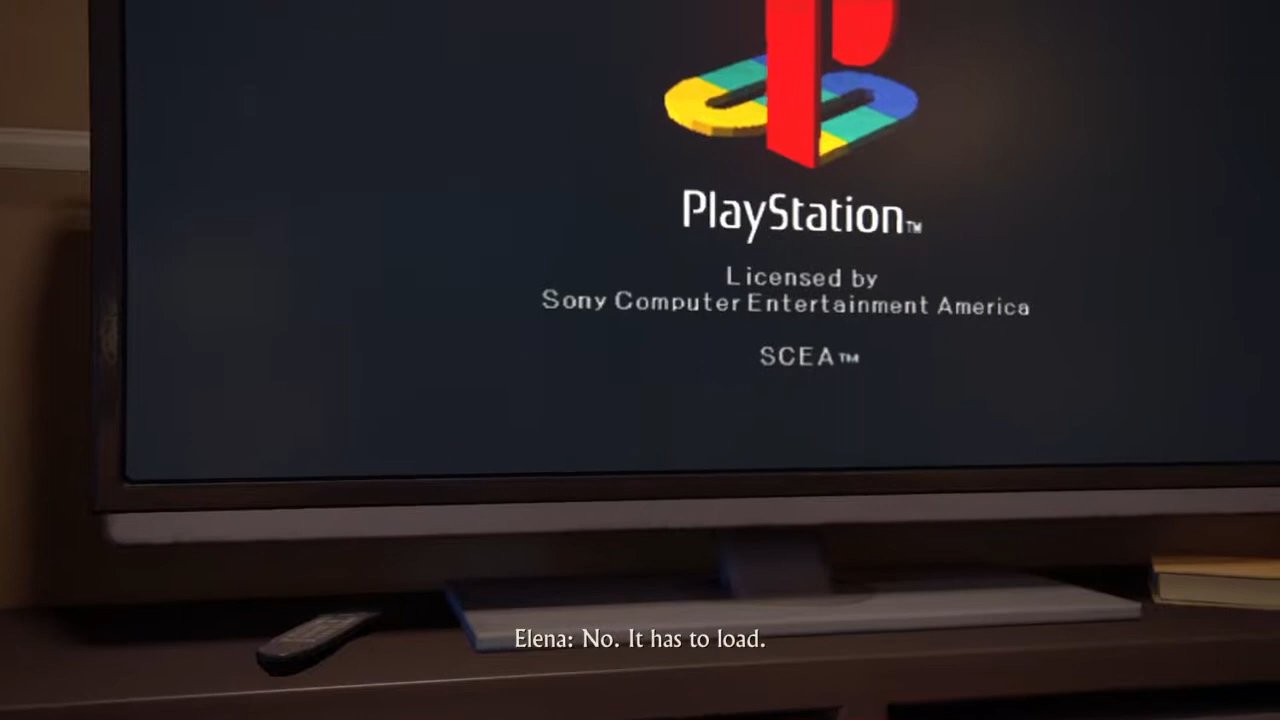 PlayStation™
Licensed by
Sony Computer Entertainment America
SCEA™
Elena: No. It has to load.